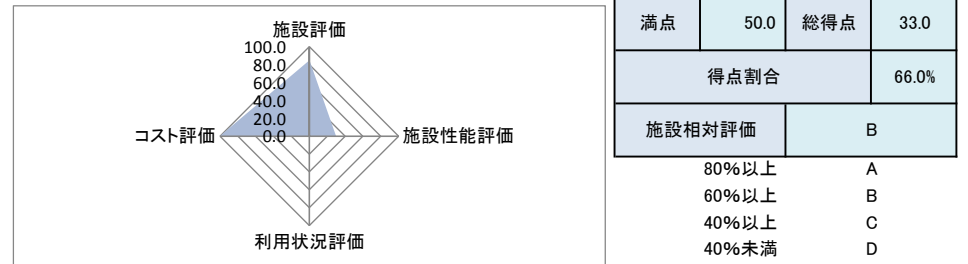 施設評価
100.0
80.0
60.0
40.0
20.0
0.0
コスト評価
施設性能評価
利用状況評価
満点 50.0 総得点 33.0
得点割合 66.0%
施設相対評価 B
80%以上 A
60%以上 B
40%以上 C
40%未満 D